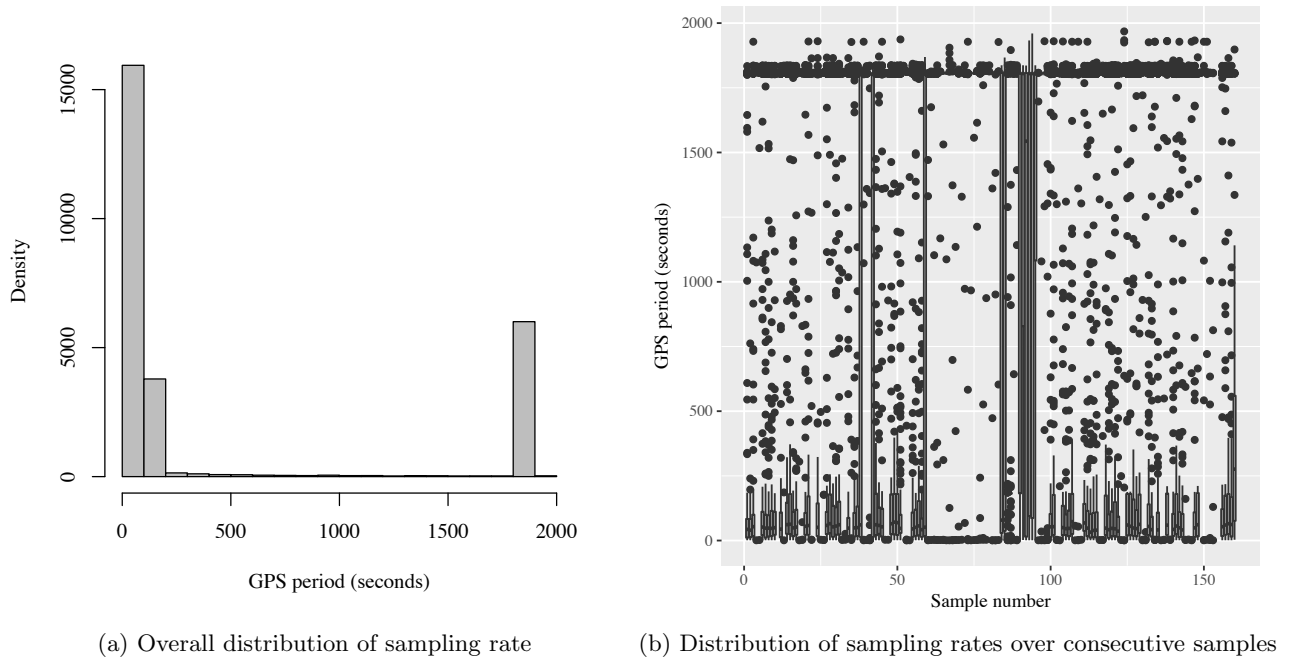 Density
15000
10000
5000
0
0 500 1000 1500 2000
GPS period (seconds)
(a) Overall distribution of sampling rate
GPS period (seconds)
2000
1500
1000
500
0
0 50 100 150
Sample number
(b) Distribution of sampling rates over consecutive samples